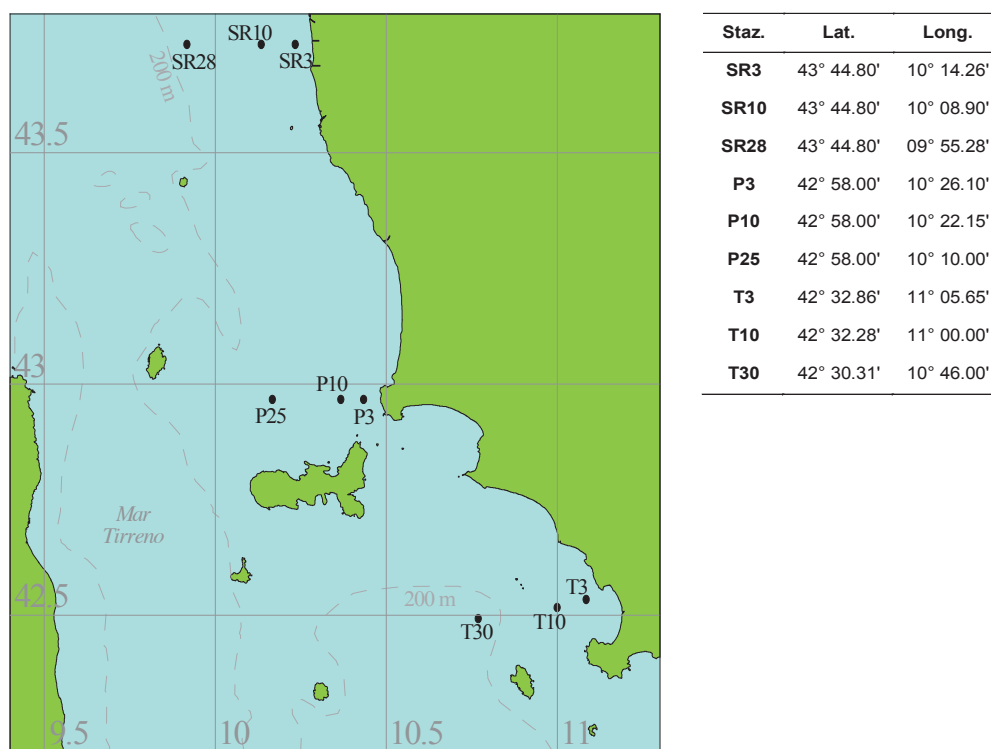 SR10
SR28
SR3
200 m
43.5
43
P10
P25
P3
Mar
Tirreno
42.5
200 m
T3
T10
T30
9.5
10
10.5
11
Staz. Lat. Long.
SR3 43° 44.80' 10° 14.26'
SR10 43° 44.80' 10° 08.90'
SR28 43° 44.80' 09° 55.28'
P3 42° 58.00' 10° 26.10'
P10 42° 58.00' 10° 22.15'
P25 42° 58.00' 10° 10.00'
T3 42° 32.86' 11° 05.65'
T10 42° 32.28' 11° 00.00'
T30 42° 30.31' 10° 46.00'